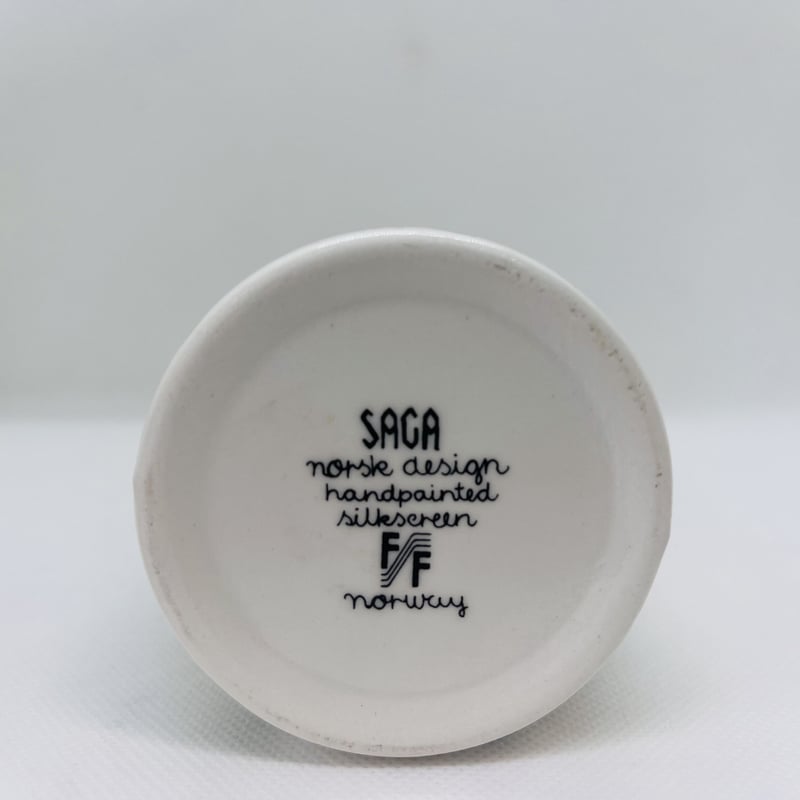 SAGA
norsk design
handpainted
silkscreen
F/F
norway